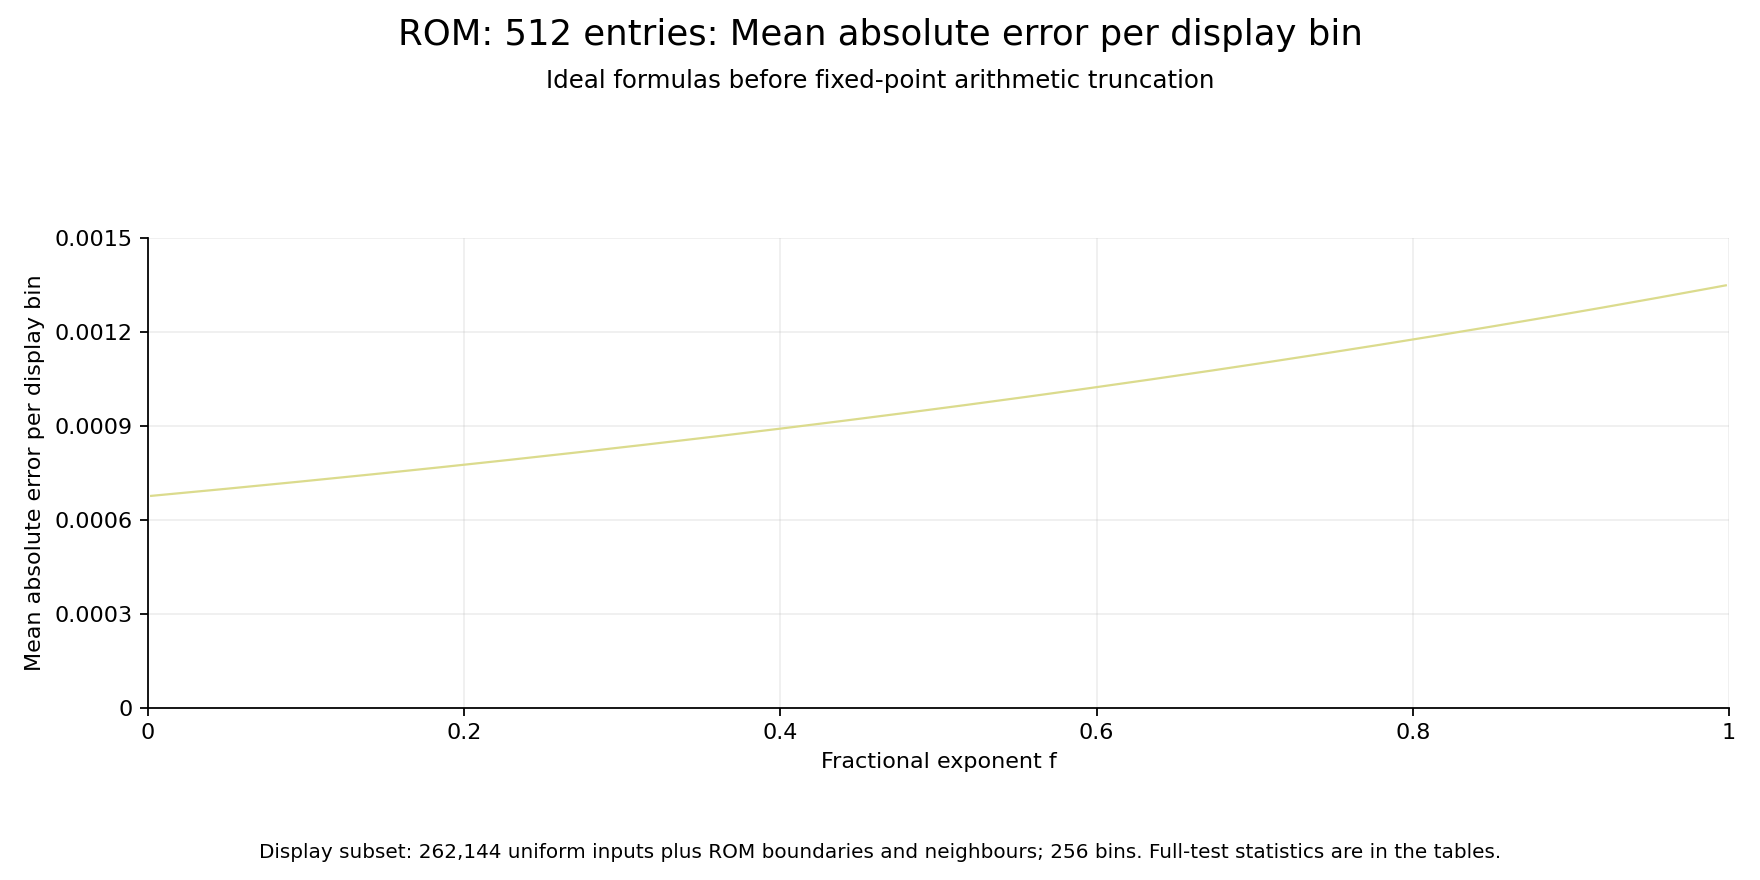 ROM: 512 entries: Mean absolute error per display bin
Ideal formulas before fixed-point arithmetic truncation
Mean absolute error per display bin
0.0015
0.0012
0.0009
0.0006
0.0003
0
0 0.2 0.4 0.6 0.8 1
Fractional exponent f
Display subset: 262,144 uniform inputs plus ROM boundaries and neighbours; 256 bins. Full-test statistics are in the tables.